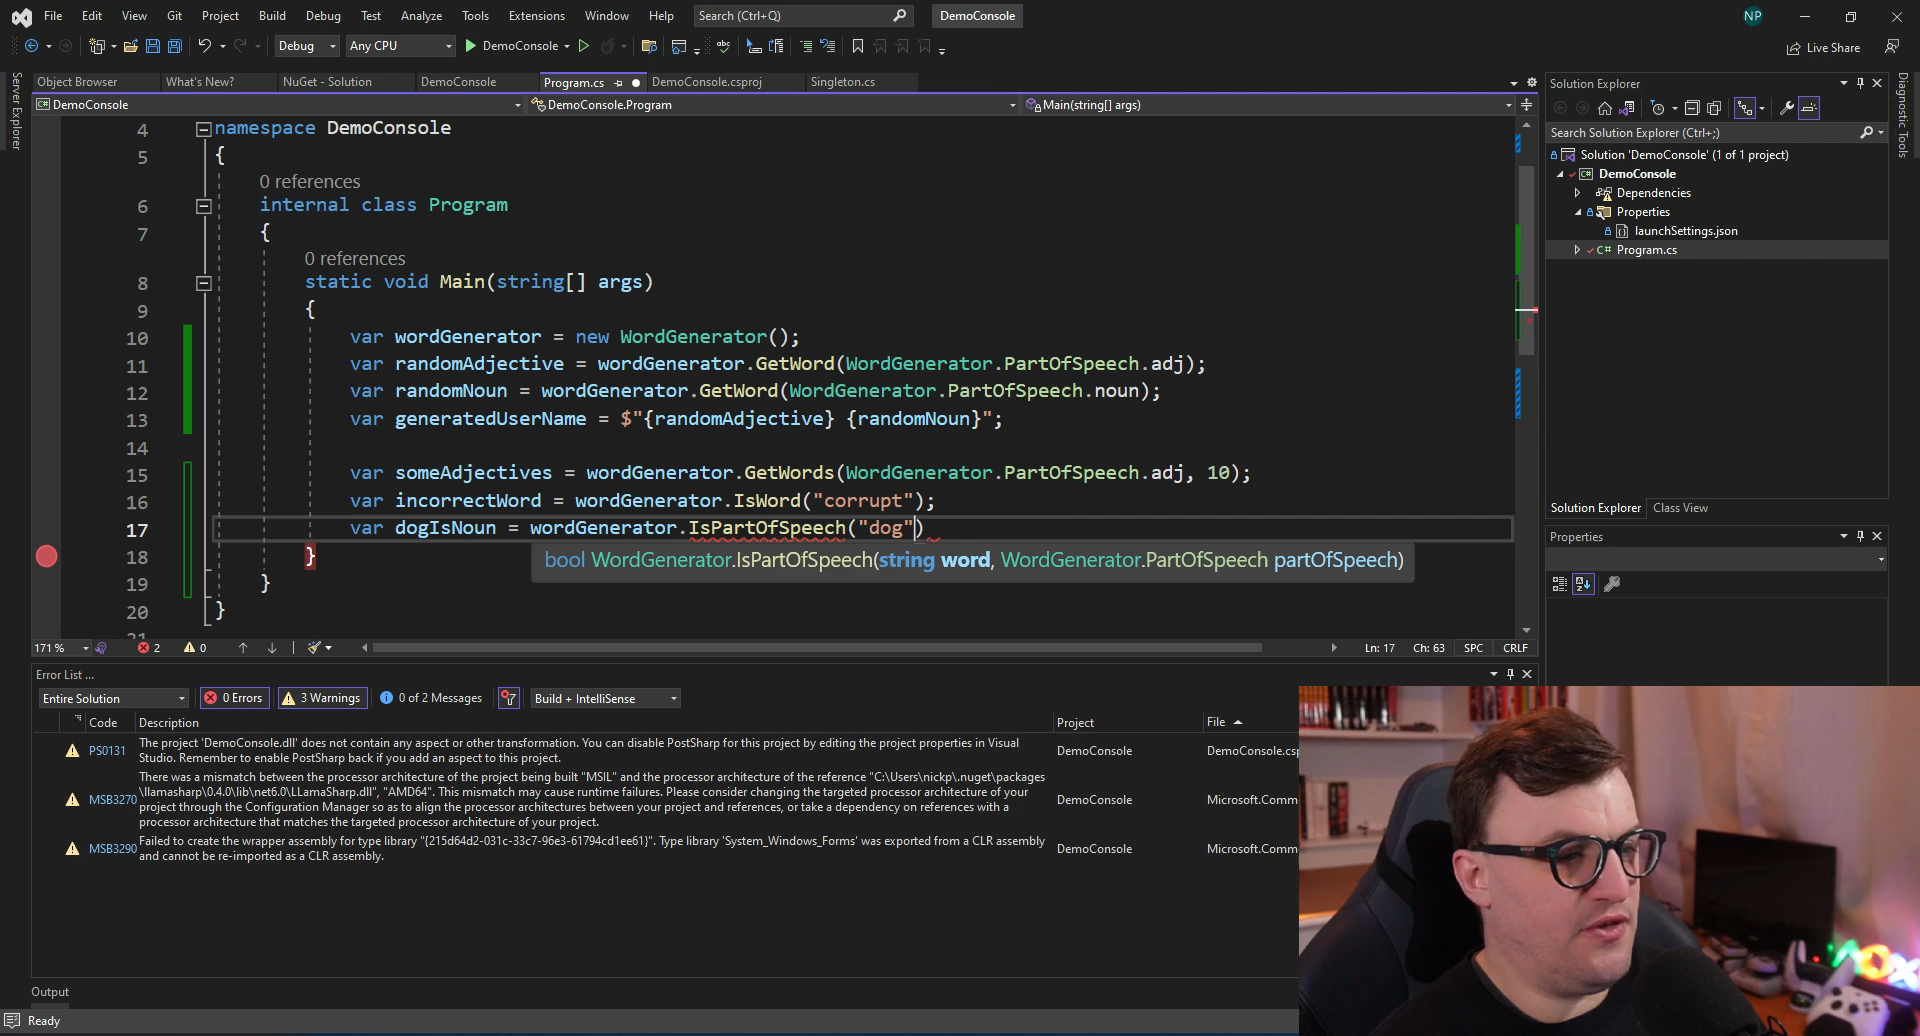 File Edit View Git Project Build Debug Test Analyze Tools Extensions Window Help Search (Ctrl+Q) DemoConsole NP
Debug Any CPU DemoConsole Live Share
Server Explorer
Object Browser What's New? NuGet - Solution DemoConsole Program.cs DemoConsole.csproj Singleton.cs
DemoConsole DemoConsole.Program Main(string[] args)
4 namespace DemoConsole
5 {
0 references
6 internal class Program
7 {
0 references
8 static void Main(string[] args)
9 {
10 var wordGenerator = new WordGenerator();
11 var randomAdjective = wordGenerator.GetWord(WordGenerator.PartOfSpeech.adj);
12 var randomNoun = wordGenerator.GetWord(WordGenerator.PartOfSpeech.noun);
13 var generatedUserName = $"{randomAdjective} {randomNoun}";
14
15 var someAdjectives = wordGenerator.GetWords(WordGenerator.PartOfSpeech.adj, 10);
16 var incorrectWord = wordGenerator.IsWord("corrupt");
17 var dogIsNoun = wordGenerator.IsPartOfSpeech("dog")
bool WordGenerator.IsPartOfSpeech(string word, WordGenerator.PartOfSpeech partOfSpeech)
18 }
19 }
20 }
21
171 % 2 0 Ln: 17 Ch: 63 SPC CRLF
Error List ...
Entire Solution 0 Errors 3 Warnings 0 of 2 Messages Build + IntelliSense
Code Description Project File
PS0131 The project 'DemoConsole.dll' does not contain any aspect or other transformation. You can disable PostSharp for this project by editing the project properties in Visual
Studio. Remember to enable PostSharp back if you add an aspect to this project. DemoConsole DemoConsole.csp
There was a mismatch between the processor architecture of the project being built "MSIL" and the processor architecture of the reference "C:\Users\nickp\.nuget\packages
MSB3270 \llamasharp\0.4.0\lib\net6.0\LLamaSharp.dll", "AMD64". This mismatch may cause runtime failures. Please consider changing the targeted processor architecture of your
project through the Configuration Manager so as to align the processor architectures between your project and references, or take a dependency on references with a
processor architecture that matches the targeted processor architecture of your project. DemoConsole Microsoft.Comm
MSB3290 Failed to create the wrapper assembly for type library "{215d64d2-031c-33c7-96e3-61794cd1ee61}". Type library 'System_Windows_Forms' was exported from a CLR assembly
and cannot be re-imported as a CLR assembly. DemoConsole Microsoft.Comm
Output
Ready
Solution Explorer
Search Solution Explorer (Ctrl+;)
Solution 'DemoConsole' (1 of 1 project)
DemoConsole
Dependencies
Properties
launchSettings.json
Program.cs
Solution Explorer Class View
Properties
Diagnostic Tools